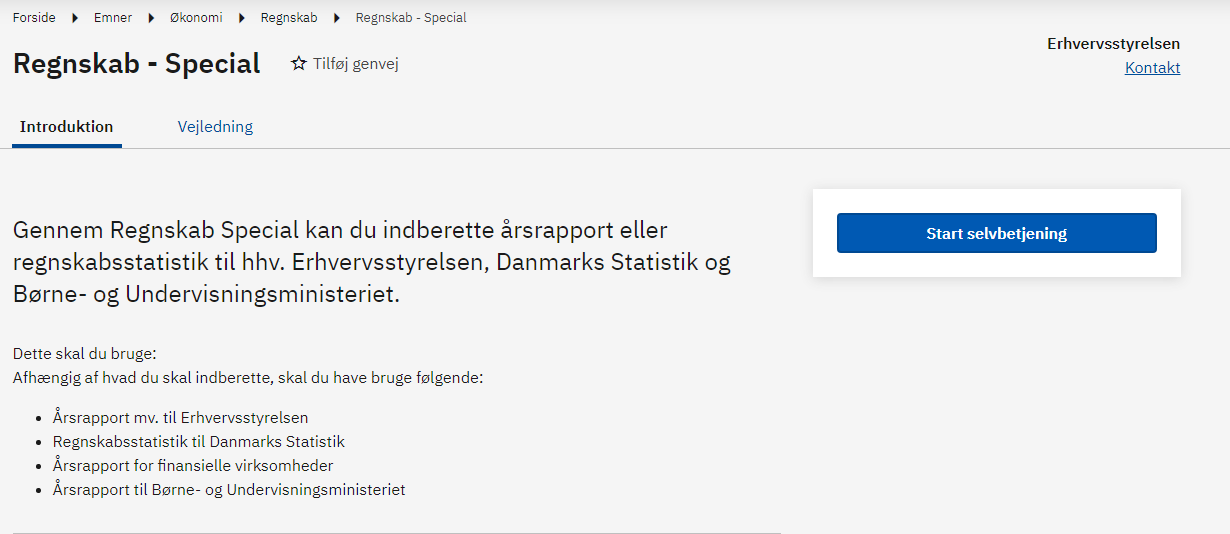 Forside Emner Økonomi Regnskab Regnskab - Special
Regnskab - Special
Tilføj genvej
Erhvervsstyrelsen
Kontakt
Introduktion
Vejledning
Gennem Regnskab Special kan du indberette årsrapport eller
regnskabsstatistik til hhv. Erhvervsstyrelsen, Danmarks Statistik og
Børne- og Undervisningsministeriet.
Start selvbetjening
Dette skal du bruge:
Afhængig af hvad du skal indberette, skal du have bruge følgende:
Årsrapport mv. til Erhvervsstyrelsen
Regnskabsstatistik til Danmarks Statistik
Årsrapport for finansielle virksomheder
Årsrapport til Børne- og Undervisningsministeriet